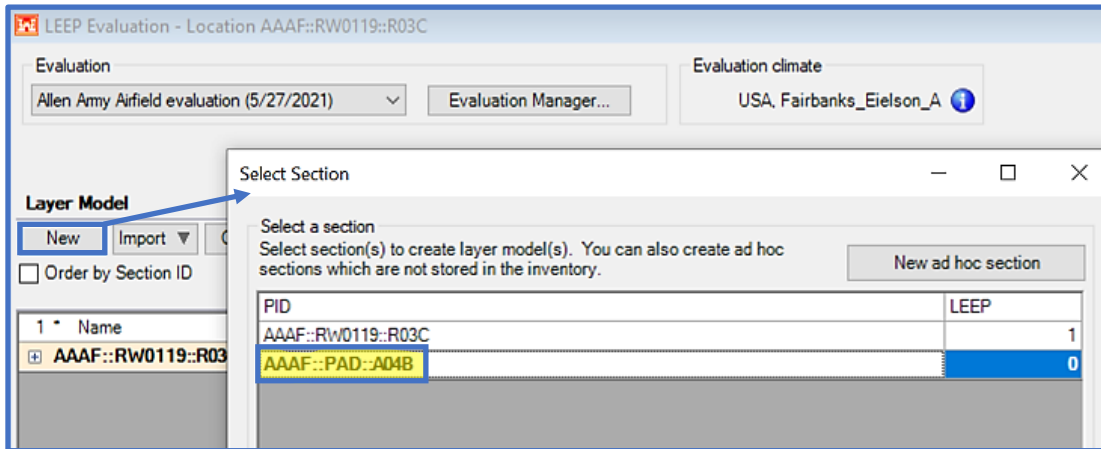 LEEP Evaluation - Location AAAF::RW0119::R03C
Evaluation
Allen Army Airfield evaluation (5/27/2021)
Evaluation Manager...
Evaluation climate
USA, Fairbanks_Eielson_A
Layer Model
New
Import
Order by Section ID
1 Name
AAAF::RW0119::R03
Select Section
Select a section
Select section(s) to create layer model(s). You can also create ad hoc
sections which are not stored in the inventory.
New ad hoc section
PID LEEP
AAAF::RW0119::R03C 1
AAAF::PAD::A04B 0